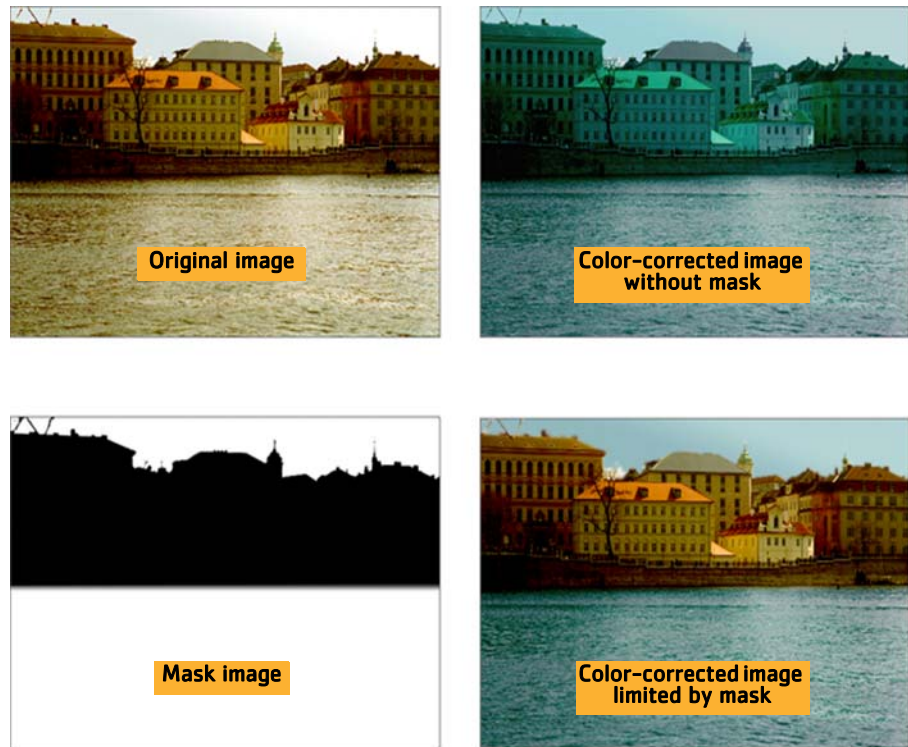 Original image
Color-corrected image
without mask
Mask image
Color-corrected image
limited by mask